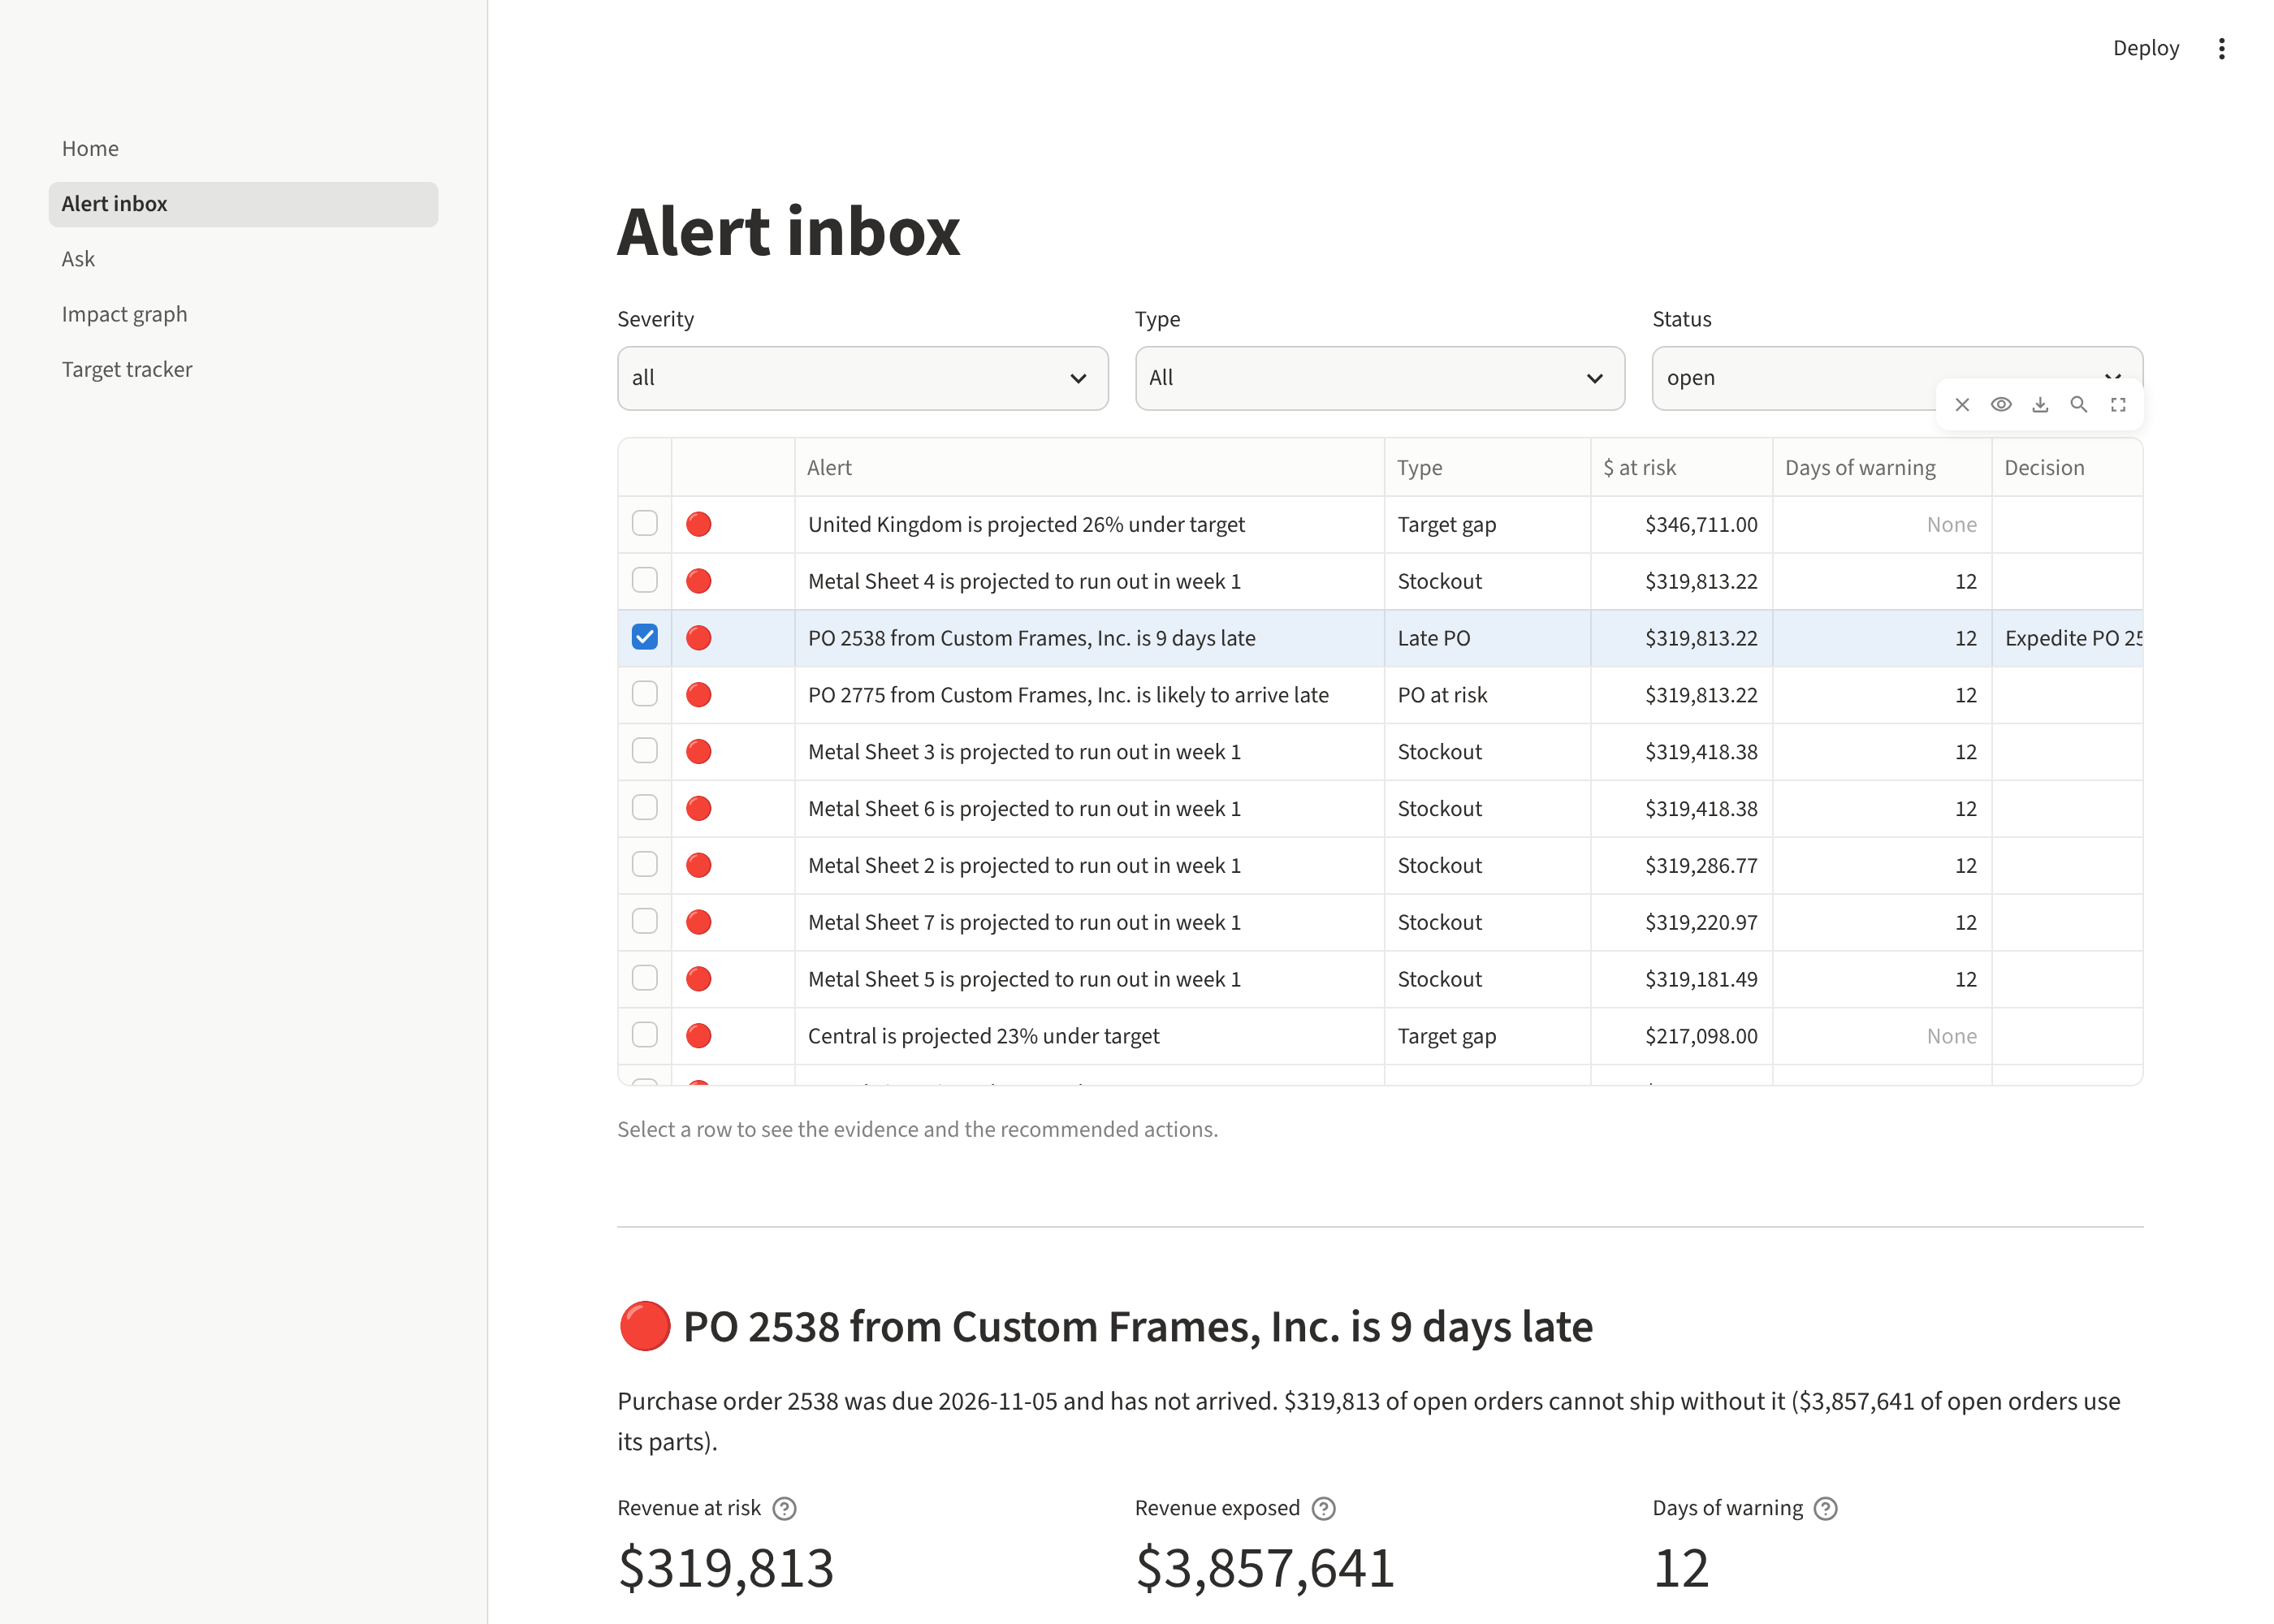 Deploy
Home
Alert inbox
Ask
Impact graph
Target tracker
Alert inbox
Severity
Type
Status
all
All
open
Alert Type $ at risk Days of warning Decision
United Kingdom is projected 26% under target Target gap $346,711.00 None
Metal Sheet 4 is projected to run out in week 1 Stockout $319,813.22 12
PO 2538 from Custom Frames, Inc. is 9 days late Late PO $319,813.22 12 Expedite PO 25
PO 2775 from Custom Frames, Inc. is likely to arrive late PO at risk $319,813.22 12
Metal Sheet 3 is projected to run out in week 1 Stockout $319,418.38 12
Metal Sheet 6 is projected to run out in week 1 Stockout $319,418.38 12
Metal Sheet 2 is projected to run out in week 1 Stockout $319,286.77 12
Metal Sheet 7 is projected to run out in week 1 Stockout $319,220.97 12
Metal Sheet 5 is projected to run out in week 1 Stockout $319,181.49 12
Central is projected 23% under target Target gap $217,098.00 None
Select a row to see the evidence and the recommended actions.
PO 2538 from Custom Frames, Inc. is 9 days late
Purchase order 2538 was due 2026-11-05 and has not arrived. $319,813 of open orders cannot ship without it ($3,857,641 of open orders use
its parts).
Revenue at risk
Revenue exposed
Days of warning
$319,813
$3,857,641
12